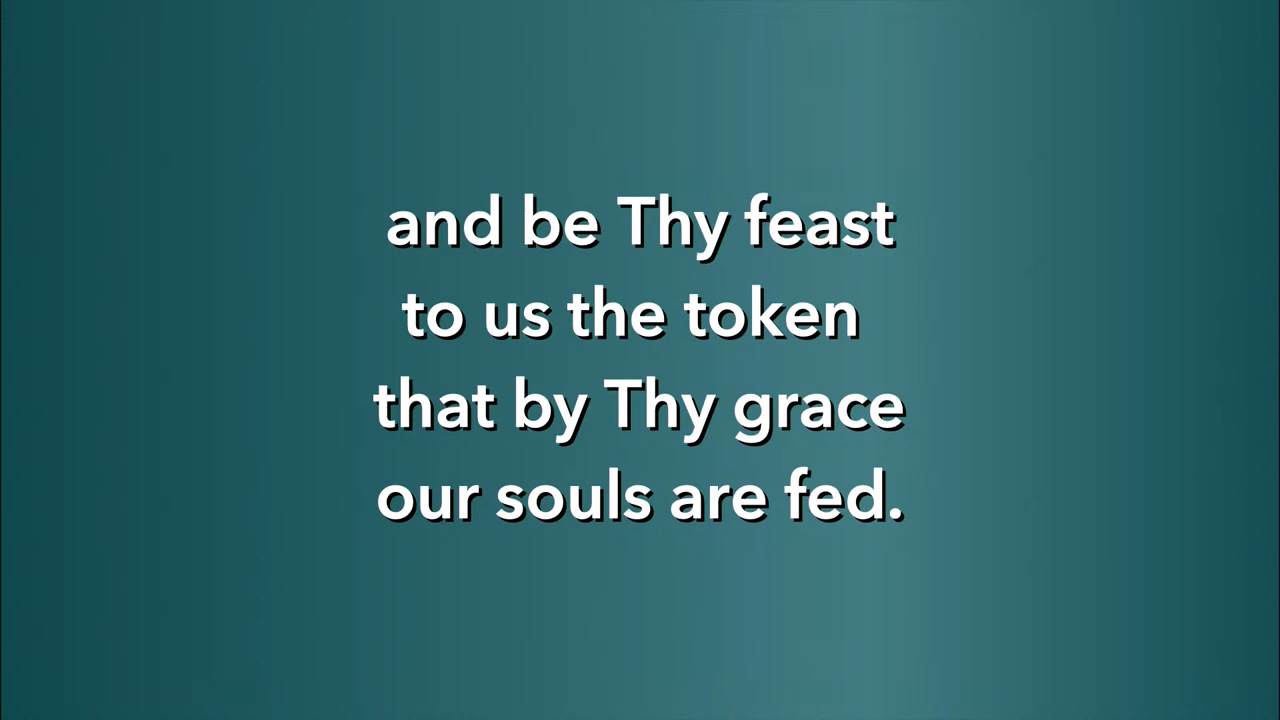 and be Thy feast
to us the token
that by Thy grace
our souls are fed.